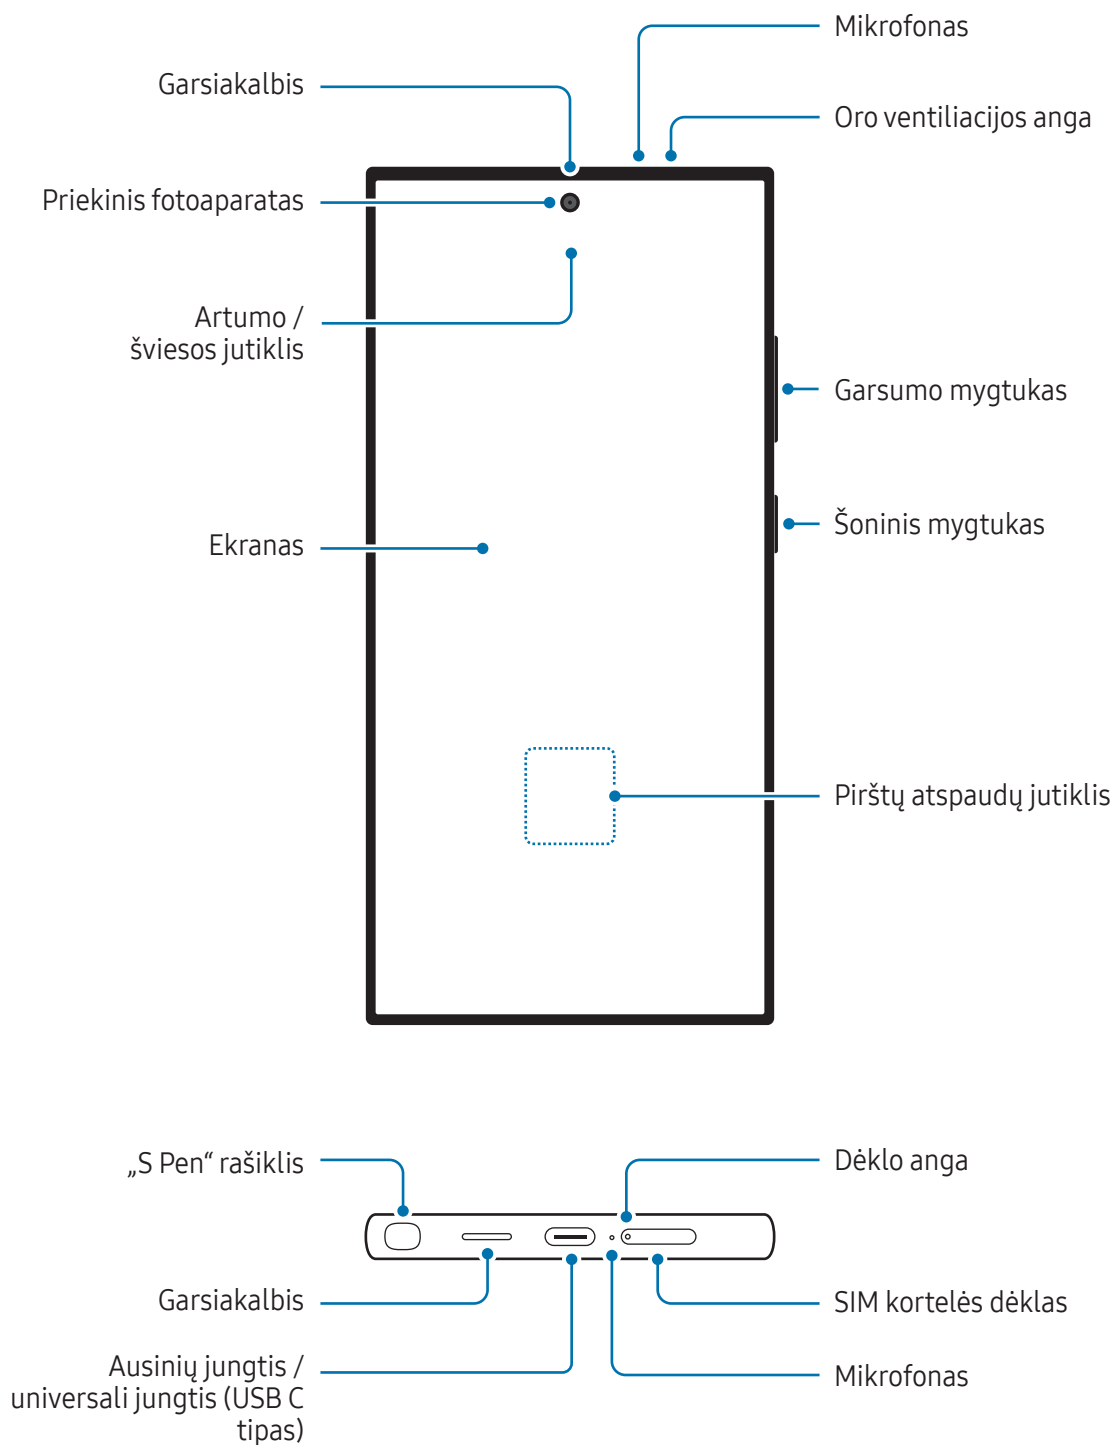 Mikrofonas
Garsiakalbis
Oro ventiliacijos anga
Priekinis fotoaparatas
Artumo /
šviesos jutiklis
Garsumo mygtukas
Šoninis mygtukas
Ekranas
Pirštų atspaudų jutiklis
„S Pen“ rašiklis
Dėklo anga
Garsiakalbis
SIM kortelės dėklas
Ausinių jungtis /
universali jungtis (USB C
tipas)
Mikrofonas